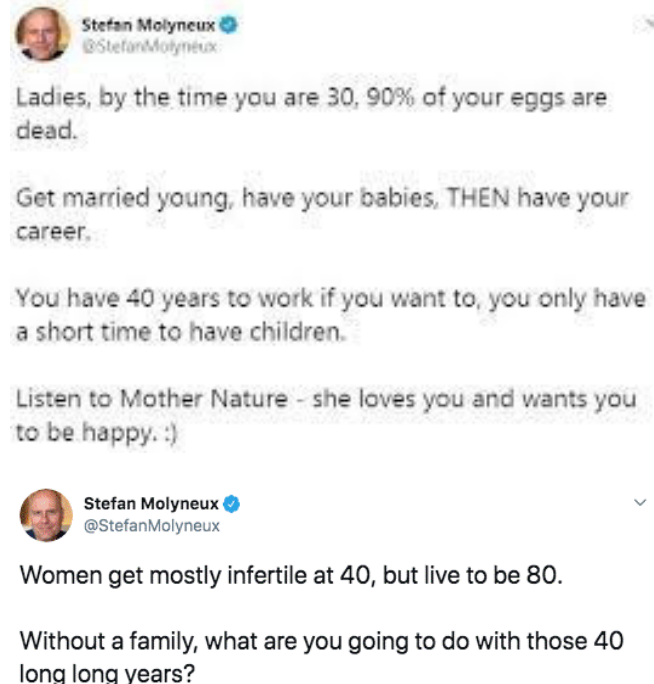 Stefan Molyneux
@StefanMolyneux
Ladies, by the time you are 30, 90% of your eggs are
dead.
Get married young, have your babies, THEN have your
career.
You have 40 years to work if you want to, you only have
a short time to have children.
Listen to Mother Nature - she loves you and wants you
to be happy. :)
Stefan Molyneux
@StefanMolyneux
Women get mostly infertile at 40, but live to be 80.
Without a family, what are you going to do with those 40
long long years?